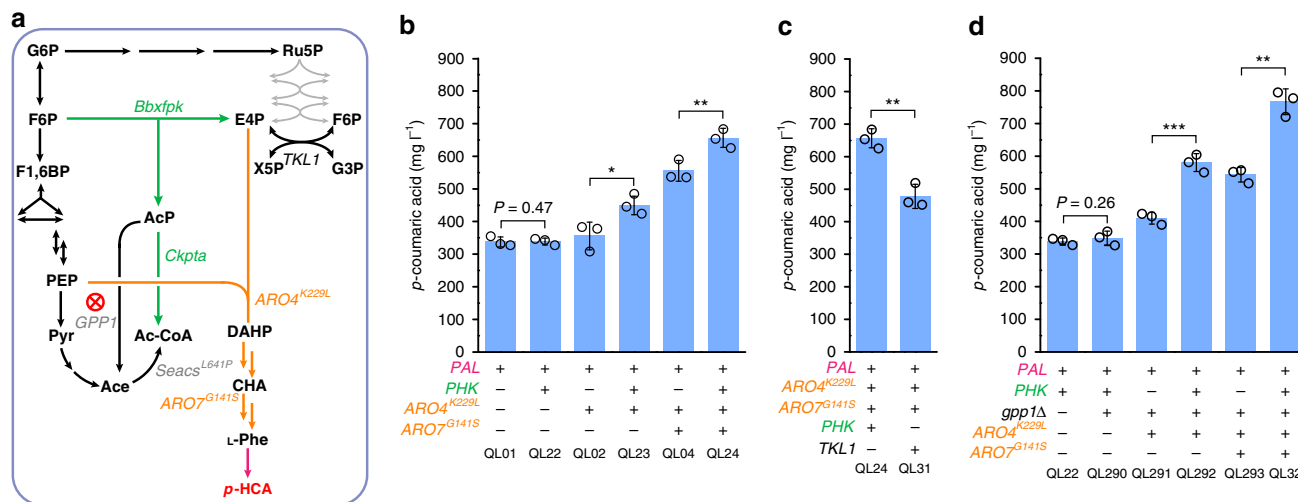 a
G6P
Ru5P
Bbxfpk
F6P
E4P
F6P
X5P
TKL1
G3P
F1,6BP
AcP
Ckpta
PEP
ARO4K229L
GPP1
DAHP
Pyr
Ac-CoA
SeacsL641P
Ace
CHA
ARO7G141S
L-Phe
p-HCA
b
p-coumaric acid (mg l−1)
900
800
700
600
500
400
300
200
100
0
P = 0.47
*
**
PAL + + + + + +
PHK – + – + – +
ARO4K229L – – + + + +
ARO7G141S – – – – + +
QL01 QL22 QL02 QL23 QL04 QL24
c
p-coumaric acid (mg l−1)
900
800
700
600
500
400
300
200
100
0
**
PAL + +
ARO4K229L + +
ARO7G141S + +
PHK + –
TKL1 – +
QL24 QL31
d
p-coumaric acid (mg l−1)
900
800
700
600
500
400
300
200
100
0
P = 0.26
***
**
PAL + + + + + +
PHK + + – + – +
gpp1Δ – + + + + +
ARO4K229L – – + + + +
ARO7G141S – – – – + +
QL22 QL290 QL291 QL292 QL293 QL32